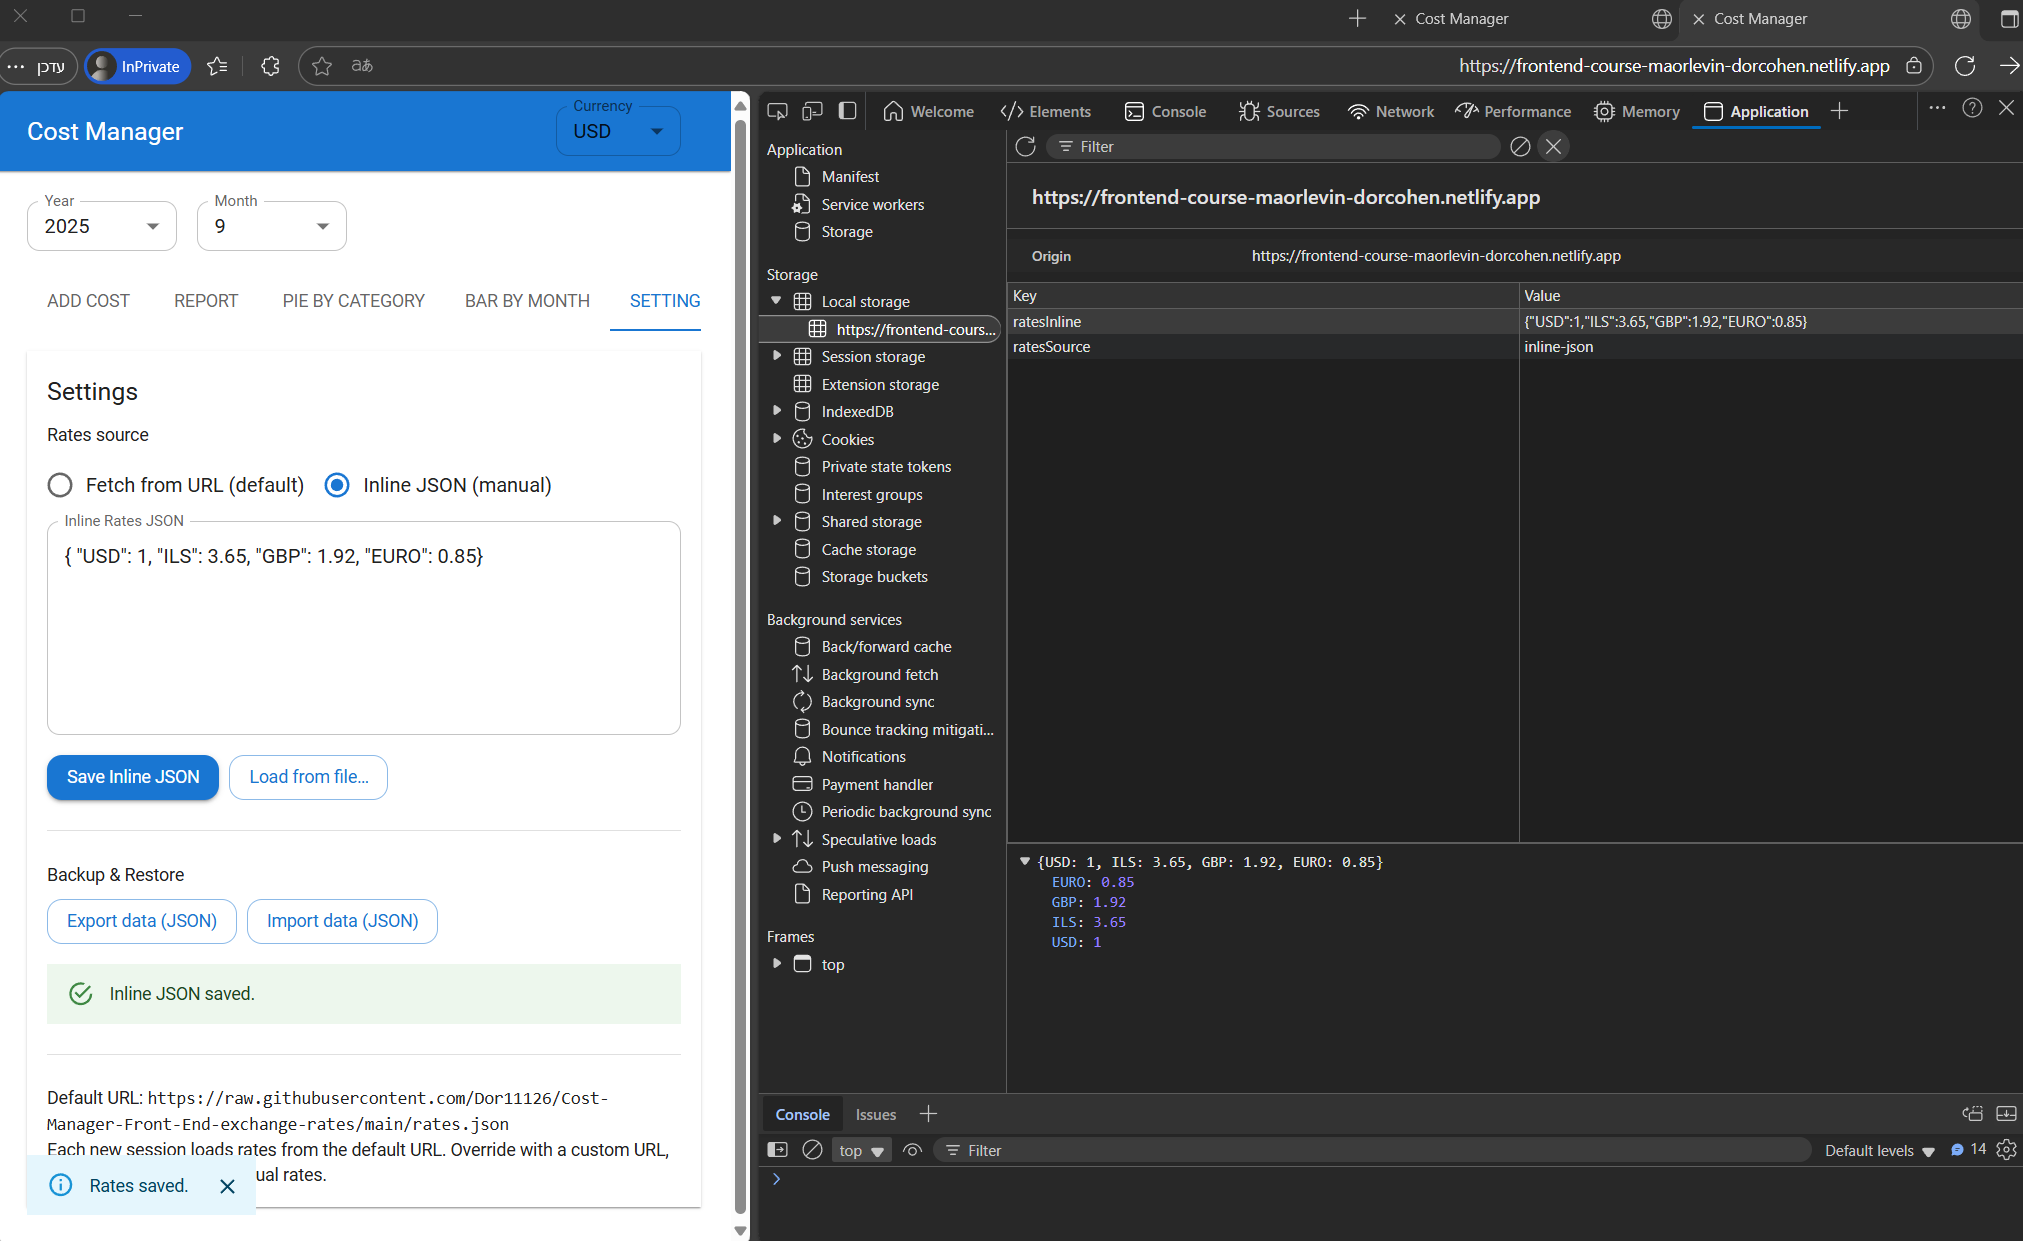 Cost Manager
Cost Manager
עדכן
InPrivate
https://frontend-course-maorlevin-dorcohen.netlify.app
Cost Manager
Currency
USD
Year
2025
Month
9
ADD COST
REPORT
PIE BY CATEGORY
BAR BY MONTH
SETTING
Settings
Rates source
Fetch from URL (default)
Inline JSON (manual)
Inline Rates JSON
{ "USD": 1, "ILS": 3.65, "GBP": 1.92, "EURO": 0.85}
Save Inline JSON
Load from file...
Backup & Restore
Export data (JSON)
Import data (JSON)
Inline JSON saved.
Default URL: https://raw.githubusercontent.com/Dor11126/Cost-
Manager-Front-End-exchange-rates/main/rates.json
Each new session loads rates from the default URL. Override with a custom URL,
ual rates.
Rates saved.
Welcome
Elements
Console
Sources
Network
Performance
Memory
Application
Application
Manifest
Service workers
Storage
Storage
Local storage
https://frontend-cours...
Session storage
Extension storage
IndexedDB
Cookies
Private state tokens
Interest groups
Shared storage
Cache storage
Storage buckets
Background services
Back/forward cache
Background fetch
Background sync
Bounce tracking mitigati...
Notifications
Payment handler
Periodic background sync
Speculative loads
Push messaging
Reporting API
Frames
top
Filter
https://frontend-course-maorlevin-dorcohen.netlify.app
Origin
https://frontend-course-maorlevin-dorcohen.netlify.app
Key
Value
ratesInline
{"USD":1,"ILS":3.65,"GBP":1.92,"EURO":0.85}
ratesSource
inline-json
{USD: 1, ILS: 3.65, GBP: 1.92, EURO: 0.85}
EURO: 0.85
GBP: 1.92
ILS: 3.65
USD: 1
Console
Issues
top
Filter
Default levels
14